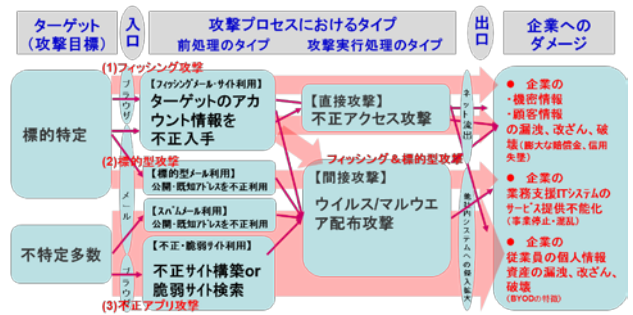 ターゲット
(攻撃目標)
入口
攻撃プロセスにおけるタイプ
前処理のタイプ
攻撃実行処理のタイプ
出口
企業への
ダメージ
(1)フィッシング攻撃
標的特定
不特定多数
ブラウザ
メール
ブラウザ
【フィッシングメール・サイト利用】
ターゲットのアカ
ウント情報を
不正入手
(2)標的型攻撃
【標的型メール利用】
公開・既知アドレスを不正利用
【スパムメール利用】
公開・既知アドレスを不正利用
【不正・脆弱サイト利用】
不正サイト構築or
脆弱サイト検索
(3)不正アプリ攻撃
【直接攻撃】
不正アクセス攻撃
フィッシング&標的型攻撃
【間接攻撃】
ウイルス/マルウエ
ア配布攻撃
ネット流出
システムへの侵入拡大
● 企業の
・機密情報
・顧客情報
の漏洩、改ざん、破
壊(膨大な賠償金、信用
失墜)
● 企業の
業務支援ITシステムの
サービス提供不能化
(事業停止・混乱)
● 企業の
従業員の個人情報
資産の漏洩、改ざん、
破壊
(BYODの特徴)